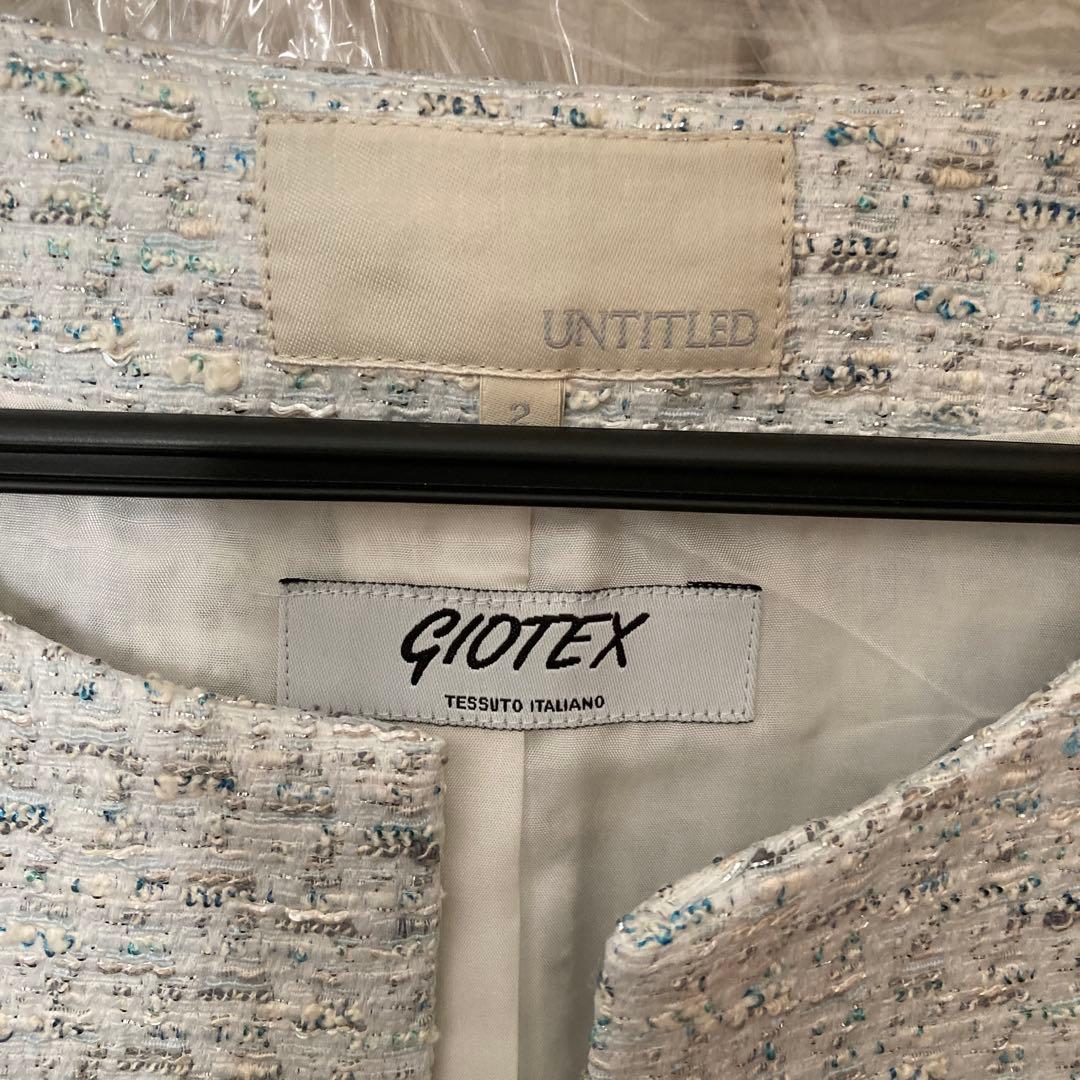 UNTITLED
2
GIOTEX
TESSUTO ITALIANO